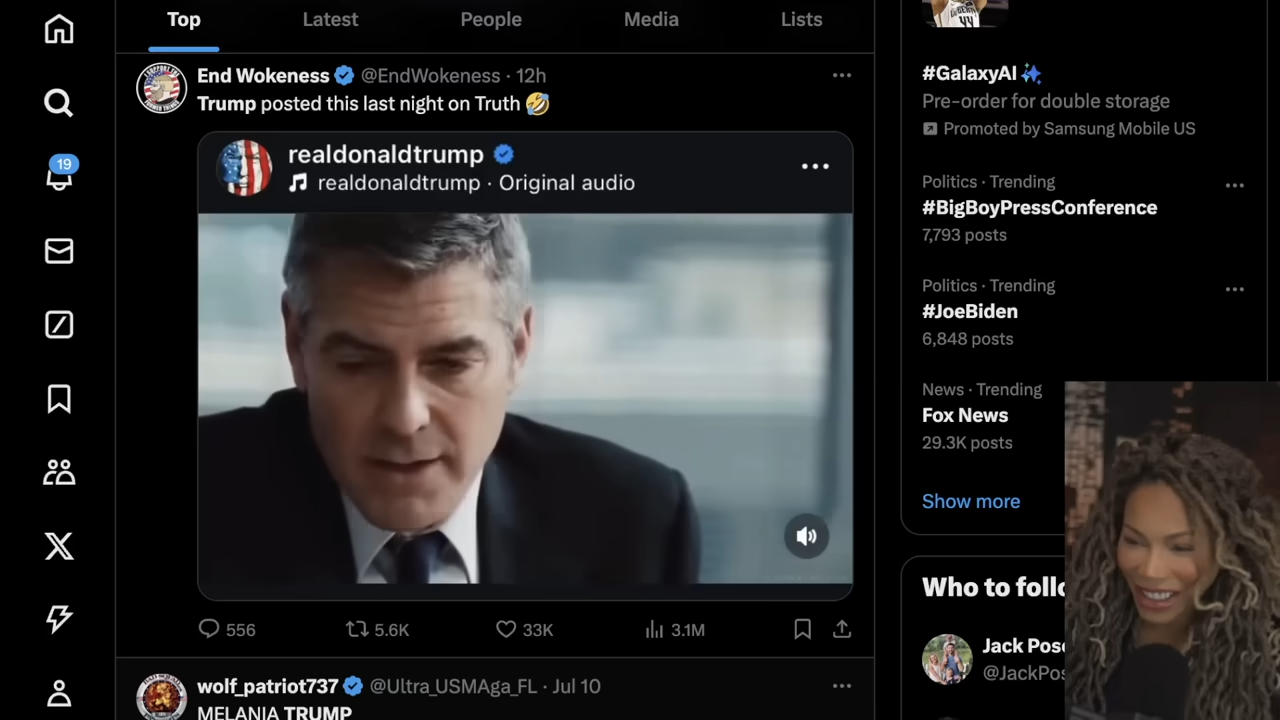 Top
Latest
People
Media
Lists
End Wokeness @EndWokeness · 12h
Trump posted this last night on Truth 🤣
realdonaldtrump
realdonaldtrump · Original audio
556
5.6K
33K
3.1M
wolf_patriot737 @Ultra_USMAga_FL · Jul 10
MELANIA TRUMP
19
44
#GalaxyAI
Pre-order for double storage
Promoted by Samsung Mobile US
Politics · Trending
#BigBoyPressConference
7,793 posts
Politics · Trending
#JoeBiden
6,848 posts
News · Trending
Fox News
29.3K posts
Show more
Who to follo
Jack Pos
@JackPos